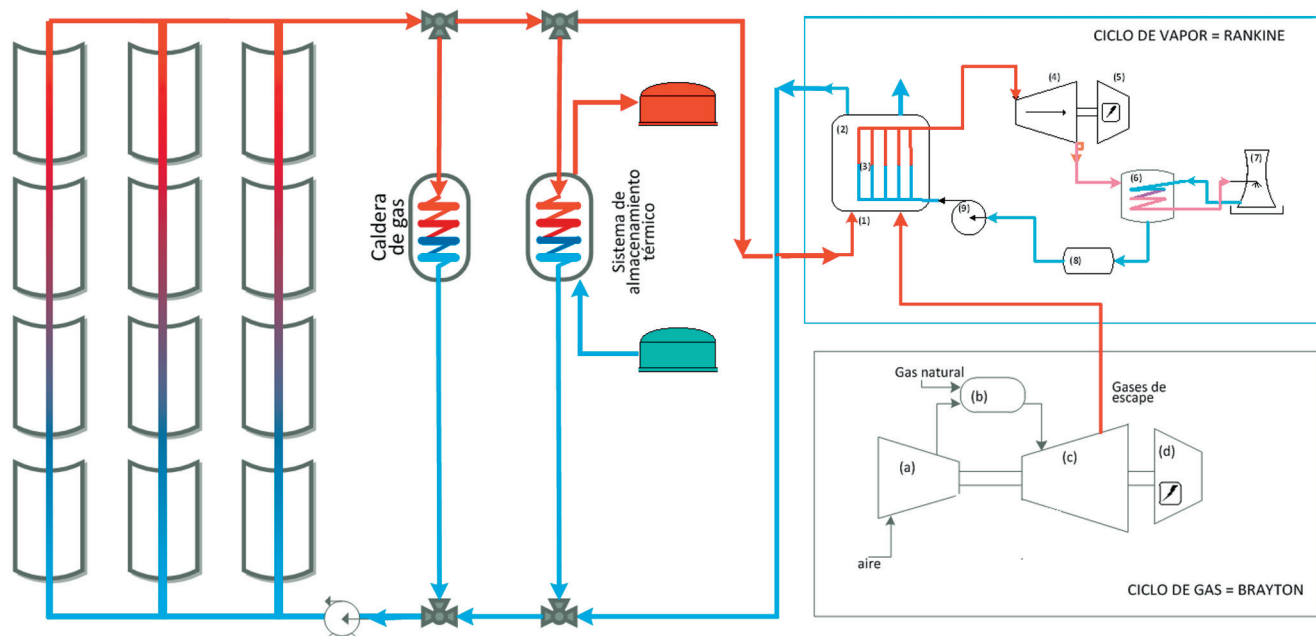 CICLO DE VAPOR = RANKINE
(4)
(5)
(2)
(3)
(1)
(9)
(6)
(7)
(8)
Caldera
de gas
Sistema de
almacenamiento
térmico
Gas natural
(b)
Gases de
escape
(a)
(c)
(d)
aire
CICLO DE GAS = BRAYTON